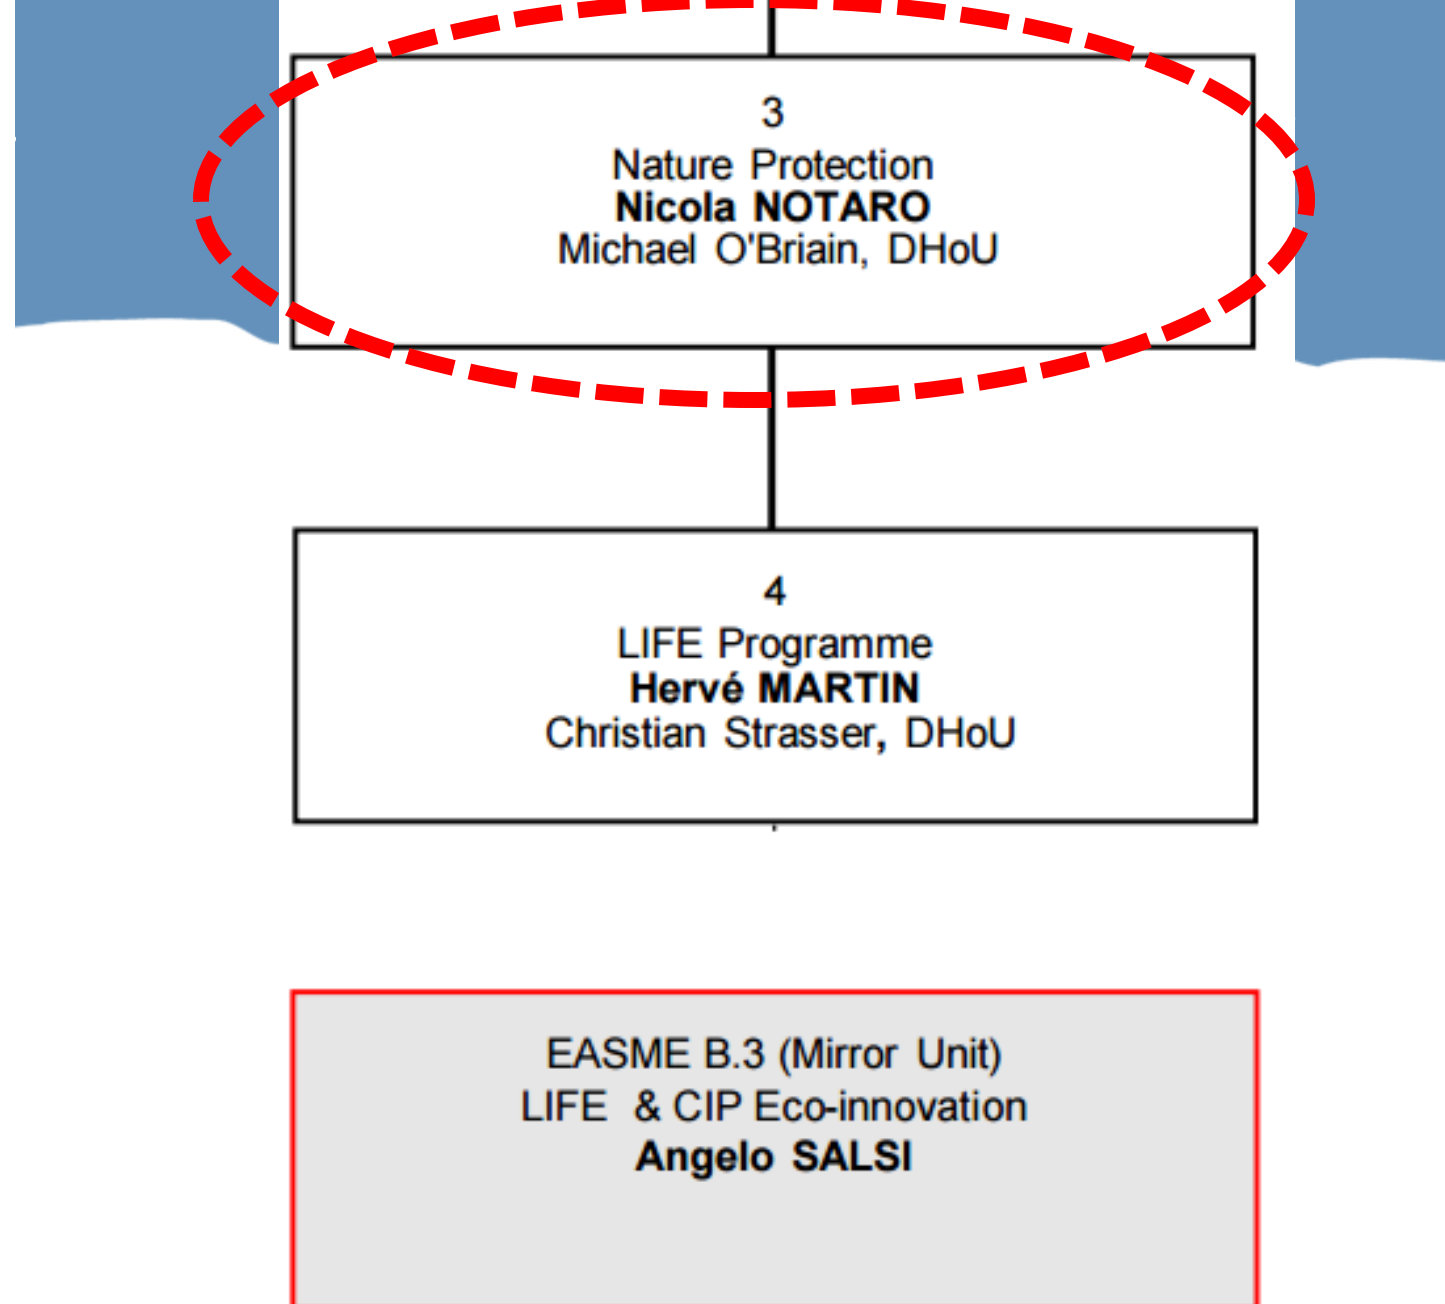 3
Nature Protection
Nicola NOTARO
Michael O'Briain, DHoU
4
LIFE Programme
Hervé MARTIN
Christian Strasser, DHoU
EASME B.3 (Mirror Unit)
LIFE & CIP Eco-innovation
Angelo SALSI